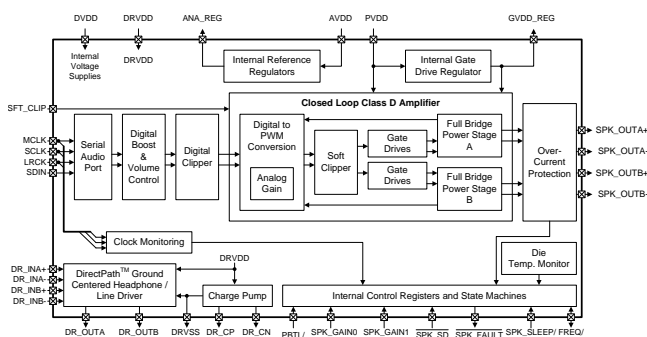 DVDD DRVDD ANA_REG AVDD PVDD GVDD_REG
Internal
Voltage
Supplies
DRVDD
Internal Reference
Regulators
Internal Gate
Drive Regulator
SFT_CLIP
Closed Loop Class D Amplifier
MCLK
SCLK
LRCK
SDIN
Serial
Audio
Port
Digital
Boost
&
Volume
Control
Digital
Clipper
Digital to
PWM
Conversion
Analog
Gain
Soft
Clipper
Gate
Drives
Gate
Drives
Full Bridge
Power Stage
A
Full Bridge
Power Stage
B
Over-
Current
Protection
SPK_OUTA+
SPK_OUTA-
SPK_OUTB+
SPK_OUTB-
Clock Monitoring
Die
Temp. Monitor
DR_INA+
DR_INA-
DR_INB+
DR_INB-
DirectPath™ Ground
Centered Headphone /
Line Driver
DRVDD
Charge Pump
Internal Control Registers and State Machines
DR_OUTA DR_OUTB DRVSS DR_CP DR_CN PBTL/ SPK_GAIN0 SPK_GAIN1 SPK_SD SPK_FAULT SPK_SLEEP/ FREQ/